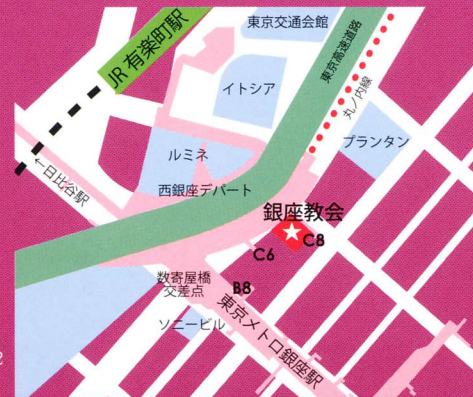 東京交通会館
JR 有楽町駅
東京高速道路
イトシア
丸ノ内線
プランタン
ルミネ
←日比谷駅
西銀座デパート
銀座教会
C8
C6
数寄屋橋
交差点
B8
ソニービル
東京メトロ銀座駅
2